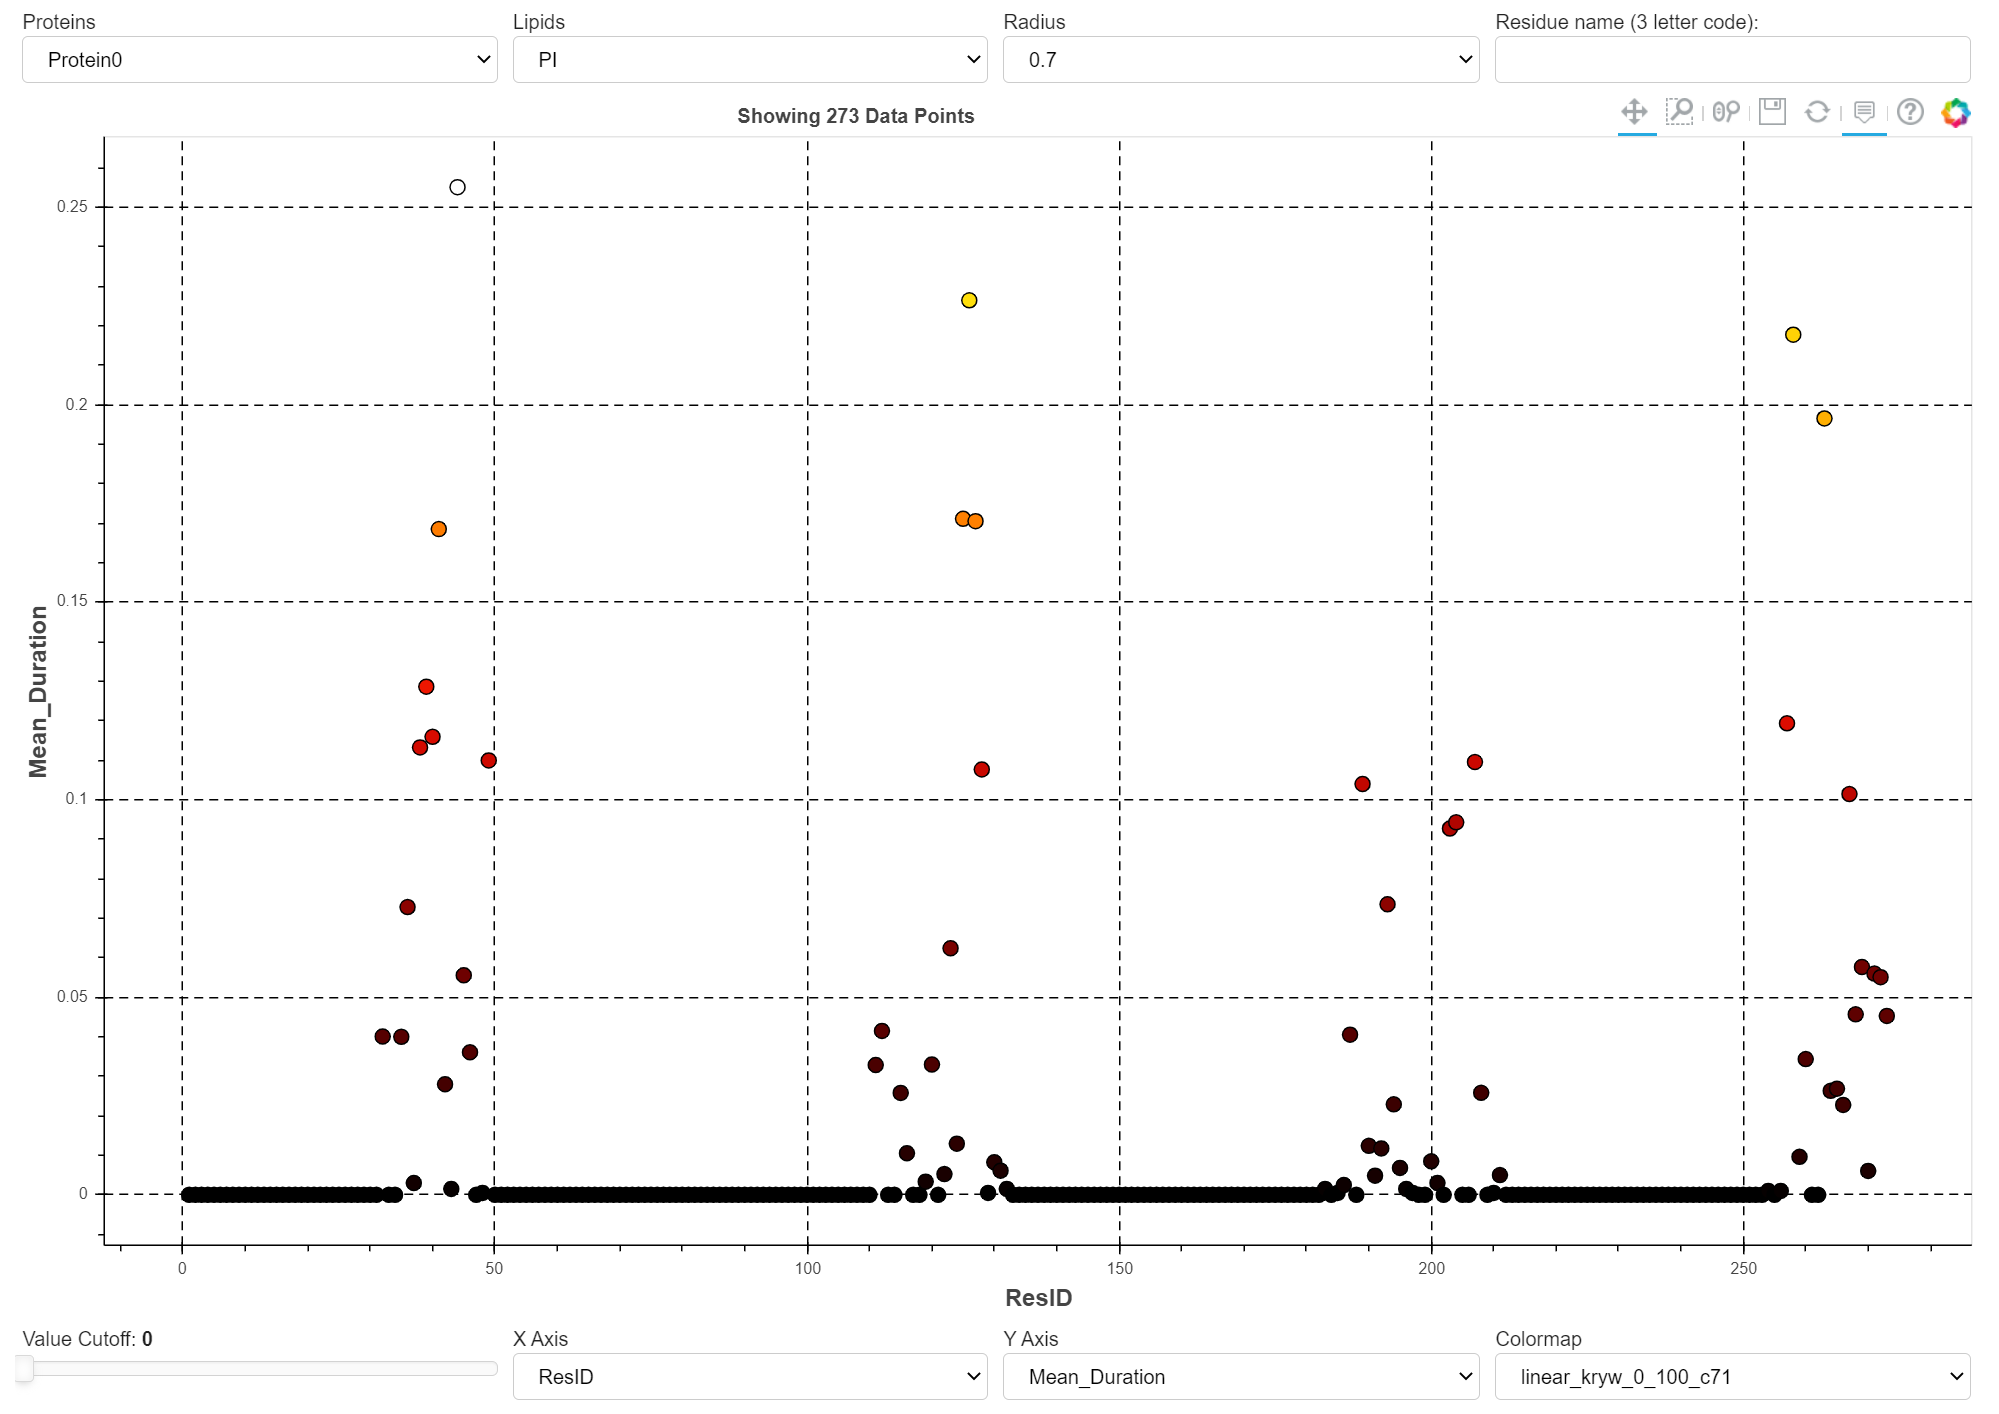 Proteins Lipids Radius Residue name (3 letter code):
Protein0 PI 0.7
Showing 273 Data Points
0.25
0.2
0.15
0.1
0.05
0
Mean_Duration
0 50 100 150 200 250
ResID
Value Cutoff: 0 X Axis Y Axis Colormap
ResID Mean_Duration linear_kryw_0_100_c71